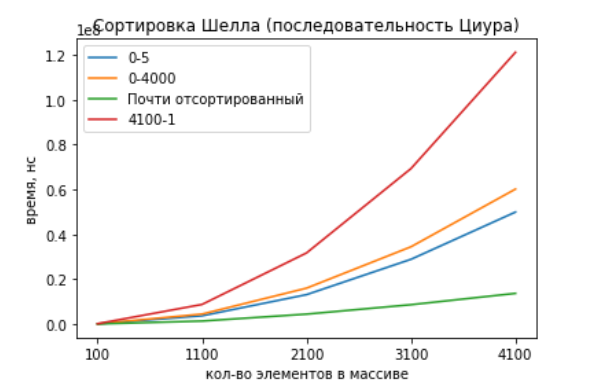 Сортировка Шелла (последовательность Циура)
1e8
0-5
0-4000
Почти отсортированный
4100-1
1.2
1.0
0.8
0.6
0.4
0.2
0.0
время, нс
100 1100 2100 3100 4100
кол-во элементов в массиве